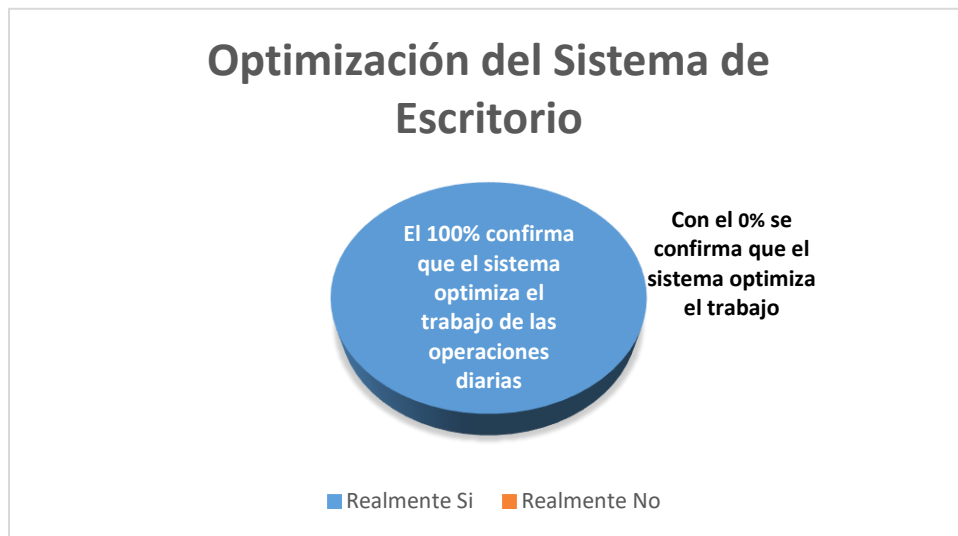 Optimización del Sistema de
Escritorio
El 100% confirma
que el sistema
optimiza el
trabajo de las
operaciones
diarias
Con el 0% se
confirma que el
sistema optimiza
el trabajo
Realmente Si
Realmente No